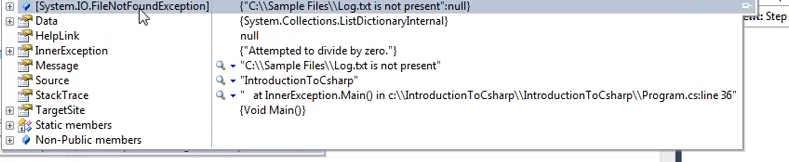 [System.IO.FileNotFoundException] {"C:\\Sample Files\\Log.txt is not present":null}
Data {System.Collections.ListDictionaryInternal}
HelpLink null
InnerException {"Attempted to divide by zero."}
Message "C:\\Sample Files\\Log.txt is not present"
Source "IntroductionToCsharp"
StackTrace "   at InnerException.Main() in c:\\IntroductionToCsharp\\IntroductionToCsharp\\Program.cs:line 36"
TargetSite {Void Main()}
Static members
Non-Public members
ent: Step